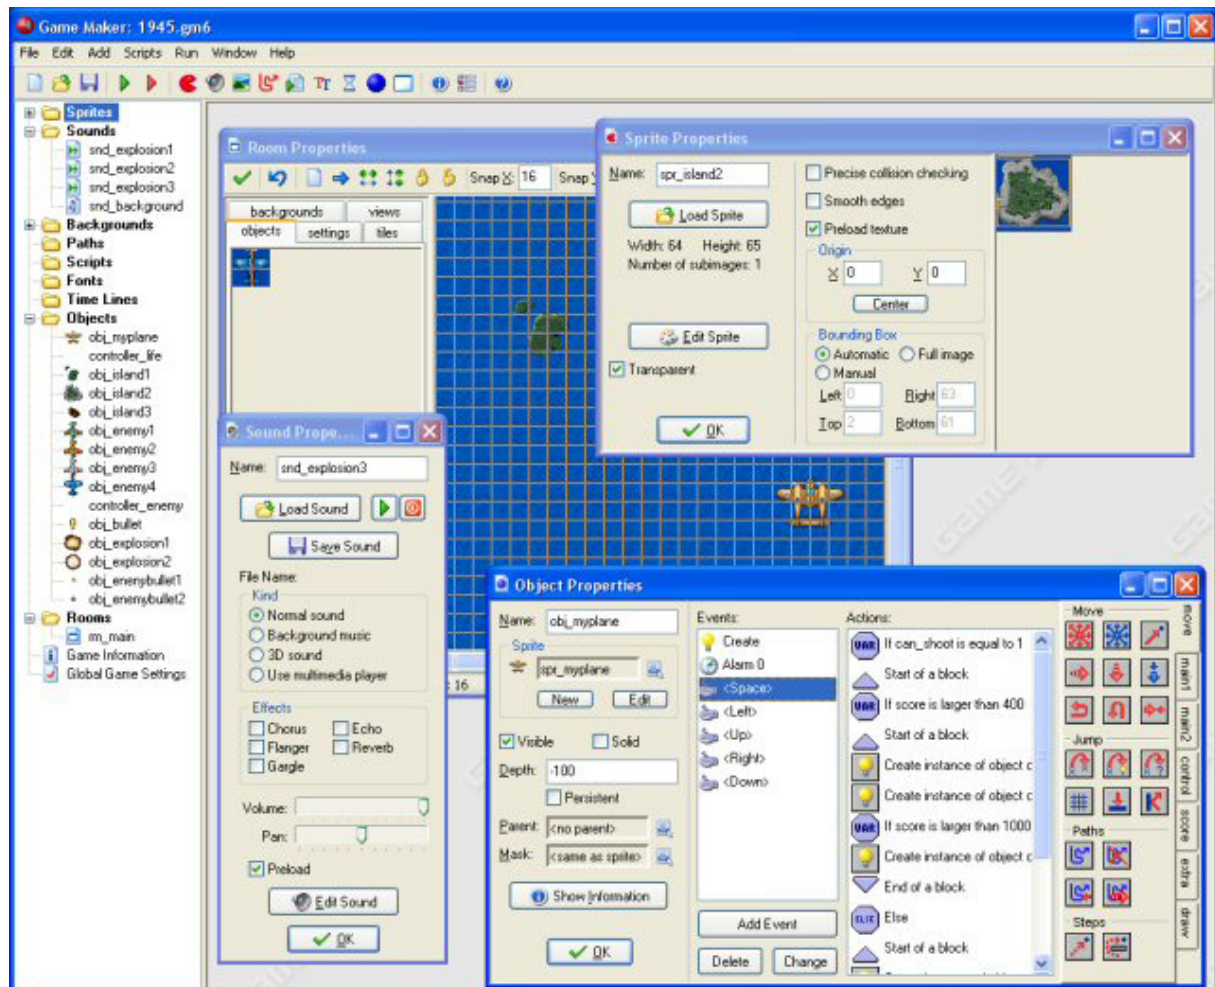 Game Maker: 1945.gm6
File Edit Add Scripts Run Window Help
Sprites
Sounds
snd_explosion1
snd_explosion2
snd_explosion3
snd_background
Backgrounds
Paths
Scripts
Fonts
Time Lines
Objects
obj_myplane
controller_life
obj_island1
obj_island2
obj_island3
obj_enemy1
obj_enemy2
obj_enemy3
obj_enemy4
controller_enemy
obj_bullet
obj_explosion1
obj_explosion2
obj_enenybullet1
obj_enemybullet2
Rooms
rm_main
Game Information
Global Game Settings
Room Properties
Snap X: 16 Snap
backgrounds views
objects settings tiles
: 16
Sprite Properties
Name: spr_island2
Load Sprite
Width: 64 Height: 65
Number of subimages: 1
Edit Sprite
Transparent
OK
Precise collision checking
Smooth edges
Preload texture
Origin
X 0 Y 0
Center
Bounding Box
Automatic Full image
Manual
Left 0 Right 63
Top 2 Bottom 61
Sound Prope...
Name: snd_explosion3
Load Sound
Save Sound
File Name:
Kind
Normal sound
Background music
3D sound
Use multimedia player
Effects
Chorus Echo
Flanger Reverb
Gargle
Volume:
Pan:
Preload
Edit Sound
OK
Object Properties
Name: obj_myplane
Sprite
spr_myplane
New Edit
Visible Solid
Depth: -100
Persistent
Parent: <no parent>
Mask: <same as sprite>
Show Information
OK
Events:
Create
Alarm 0
<Space>
<Left>
<Up>
<Right>
<Down>
Add Event
Delete Change
Actions:
VAR If can_shoot is equal to 1
Start of a block
VAR If score is larger than 400
Start of a block
Create instance of object c
Create instance of object c
VAR If score is larger than 1000
Create instance of object c
End of a block
ELSE Else
Start of a block
Move
Jump
Paths
Steps
move
main1
main2
control
score
extra
draw